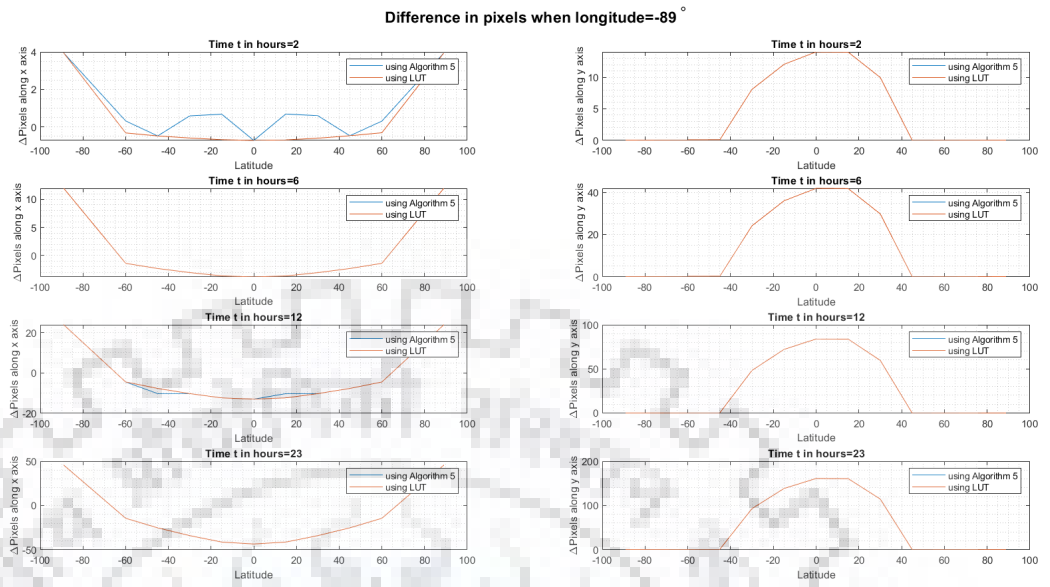 Difference in pixels when longitude=-89°
Time t in hours=2
ΔPixels along x axis
4
2
0
using Algorithm 5
using LUT
-100 -80 -60 -40 -20 0 20 40 60 80 100
Latitude
Time t in hours=2
ΔPixels along y axis
10
5
0
using Algorithm 5
using LUT
-100 -80 -60 -40 -20 0 20 40 60 80 100
Latitude
Time t in hours=6
ΔPixels along x axis
10
5
0
using Algorithm 5
using LUT
-100 -80 -60 -40 -20 0 20 40 60 80 100
Latitude
Time t in hours=6
ΔPixels along y axis
40
20
0
using Algorithm 5
using LUT
-100 -80 -60 -40 -20 0 20 40 60 80 100
Latitude
Time t in hours=12
ΔPixels along x axis
20
0
-20
using Algorithm 5
using LUT
-100 -80 -60 -40 -20 0 20 40 60 80 100
Latitude
Time t in hours=12
ΔPixels along y axis
100
50
0
using Algorithm 5
using LUT
-100 -80 -60 -40 -20 0 20 40 60 80 100
Latitude
Time t in hours=23
ΔPixels along x axis
50
0
-50
using Algorithm 5
using LUT
-100 -80 -60 -40 -20 0 20 40 60 80 100
Latitude
Time t in hours=23
ΔPixels along y axis
200
100
0
using Algorithm 5
using LUT
-100 -80 -60 -40 -20 0 20 40 60 80 100
Latitude